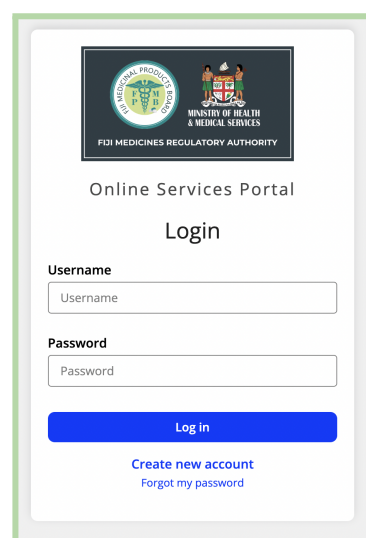 FIJI MEDICINAL PRODUCTS BOARD
F M
P B
MINISTRY OF HEALTH
& MEDICAL SERVICES
FIJI MEDICINES REGULATORY AUTHORITY
Online Services Portal
Login
Username
Username
Password
Password
Log in
Create new account
Forgot my password